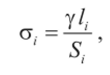 σᵢ = γ lᵢ / Sᵢ ,